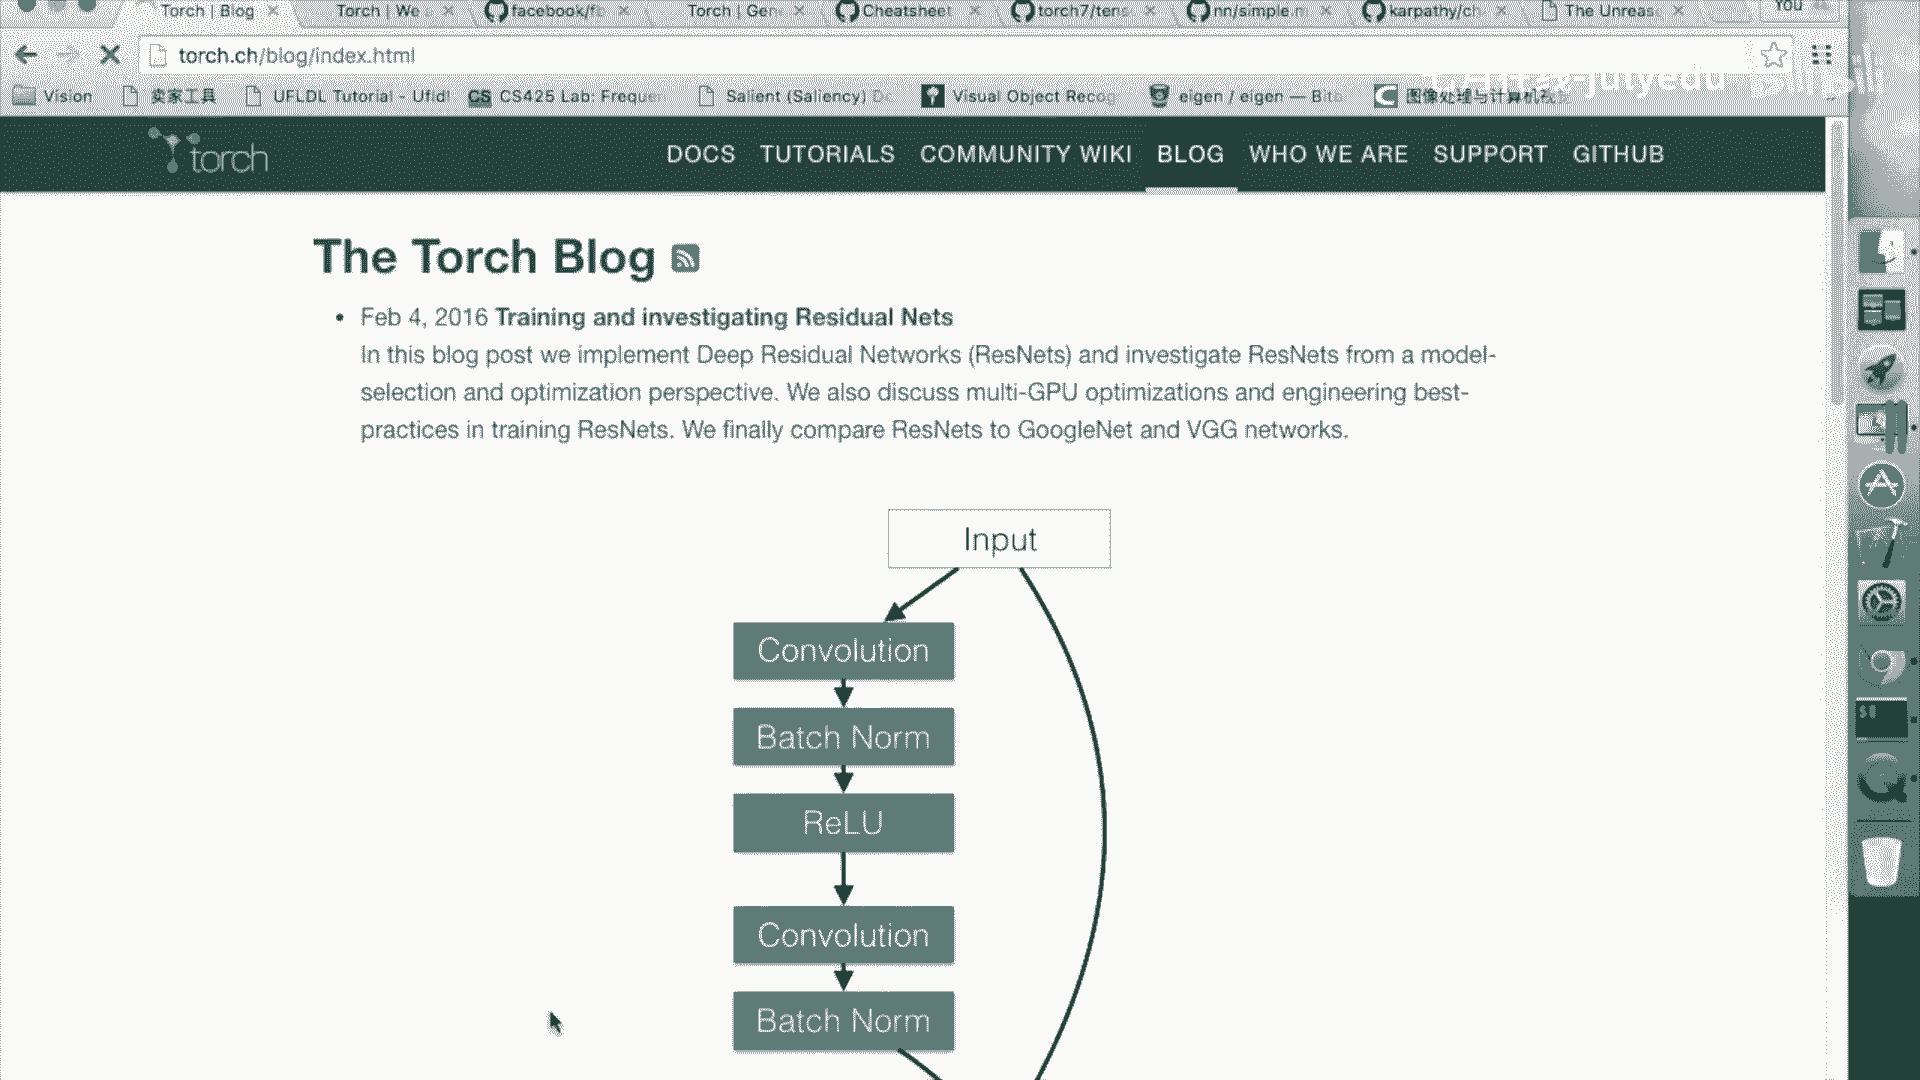 Torch | Blog
Torch | We
facebook/fb
Torch | Gen
Cheatsheet
torch7/tens
nn/simple.m
karpathy/ch
The Unreas
You
torch.ch/blog/index.html
Vision
卖家工具
UFLDL Tutorial - Ufldl
CS CS425 Lab: Frequen
Salient (Saliency) De
Visual Object Recog
eigen / eigen — Bitb
图像处理与计算机视觉
julyedu
bilibili
torch
DOCS
TUTORIALS
COMMUNITY WIKI
BLOG
WHO WE ARE
SUPPORT
GITHUB
The Torch Blog
• Feb 4, 2016 Training and investigating Residual Nets
In this blog post we implement Deep Residual Networks (ResNets) and investigate ResNets from a model-
selection and optimization perspective. We also discuss multi-GPU optimizations and engineering best-
practices in training ResNets. We finally compare ResNets to GoogleNet and VGG networks.
Input
Convolution
Batch Norm
ReLU
Convolution
Batch Norm